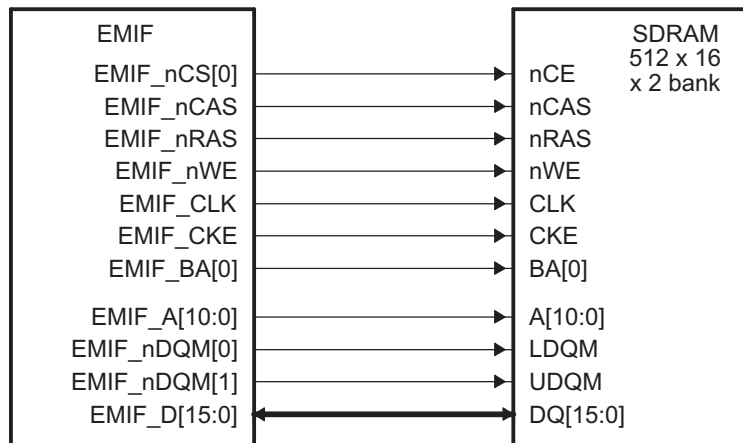 EMIF
EMIF_nCS[0]
EMIF_nCAS
EMIF_nRAS
EMIF_nWE
EMIF_CLK
EMIF_CKE
EMIF_BA[0]
EMIF_A[10:0]
EMIF_nDQM[0]
EMIF_nDQM[1]
EMIF_D[15:0]
SDRAM
512 x 16
x 2 bank
nCE
nCAS
nRAS
nWE
CLK
CKE
BA[0]
A[10:0]
LDQM
UDQM
DQ[15:0]